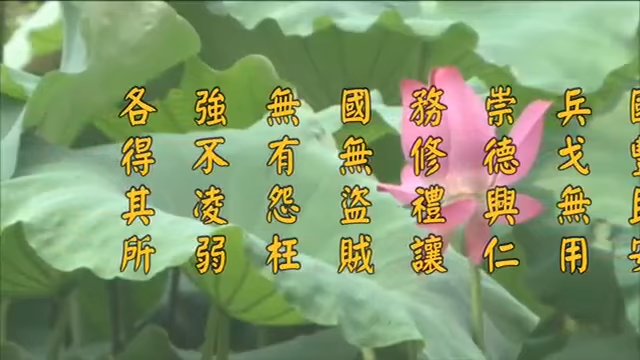 兵戈無用
崇德興仁
務修禮讓
國無盜賊
無有怨枉
強不凌弱
各得其所